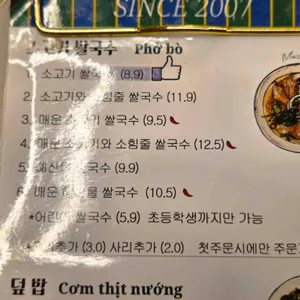 SINCE 2007
소고기 쌀국수 Phở bò
1. 소고기 쌀국수 (8.9)
2. 소고기와 소힘줄 쌀국수 (11.9)
3. 매운 소고기 쌀국수 (9.5)
4. 매운 소고기와 소힘줄 쌀국수 (12.5)
5. 해산물 쌀국수 (9.9)
6. 매운 해산물 쌀국수 (10.5)
*어린이 쌀국수 (5.9) 초등학생까지만 가능
(3.0) 사리추가 (2.0) 첫주문시에만 주문
덮밥 Cơm thịt nướng